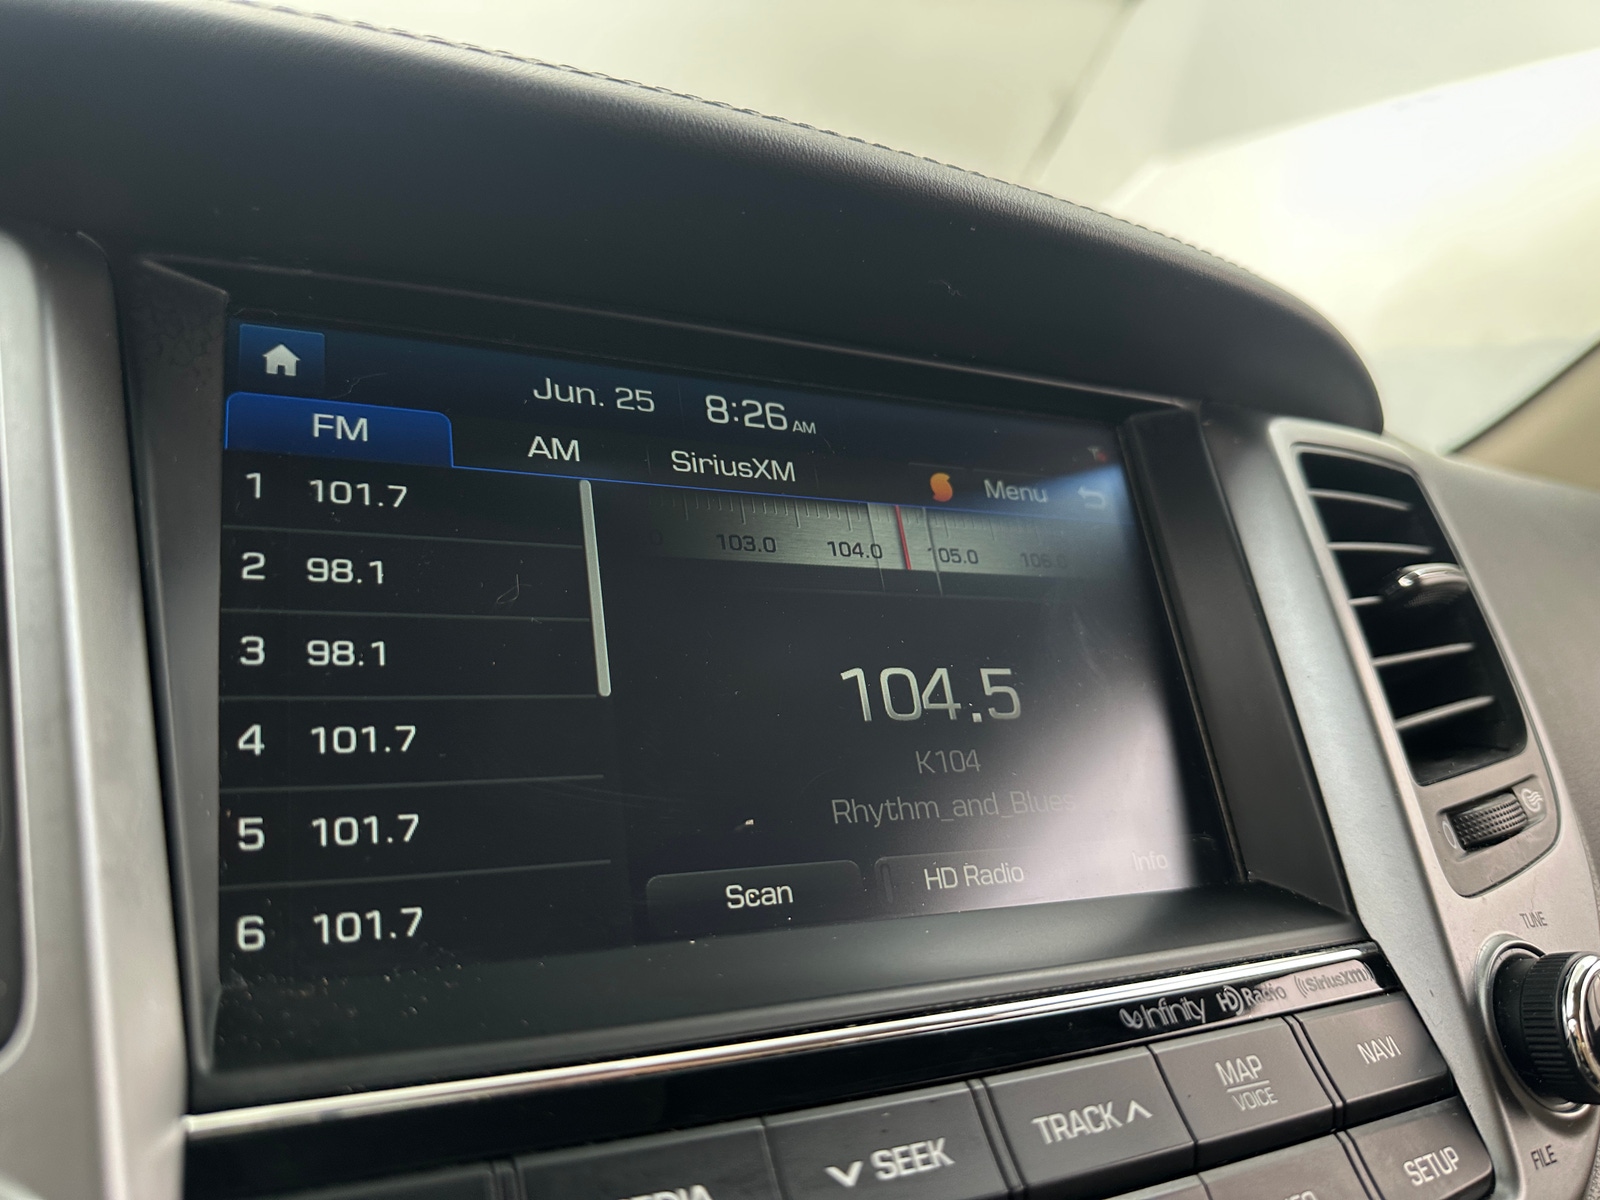 Jun. 25 8:26 AM
FM AM SiriusXM
Menu
1 101.7
2 98.1
3 98.1
4 101.7
5 101.7
6 101.7
103.0 104.0 105.0 106.0
104.5
K104
Rhythm_and_Blues
Scan HD Radio Info
Infinity HD Radio SiriusXM
SEEK
TRACK
MAP
VOICE
NAVI
SETUP
TUNE
FILE